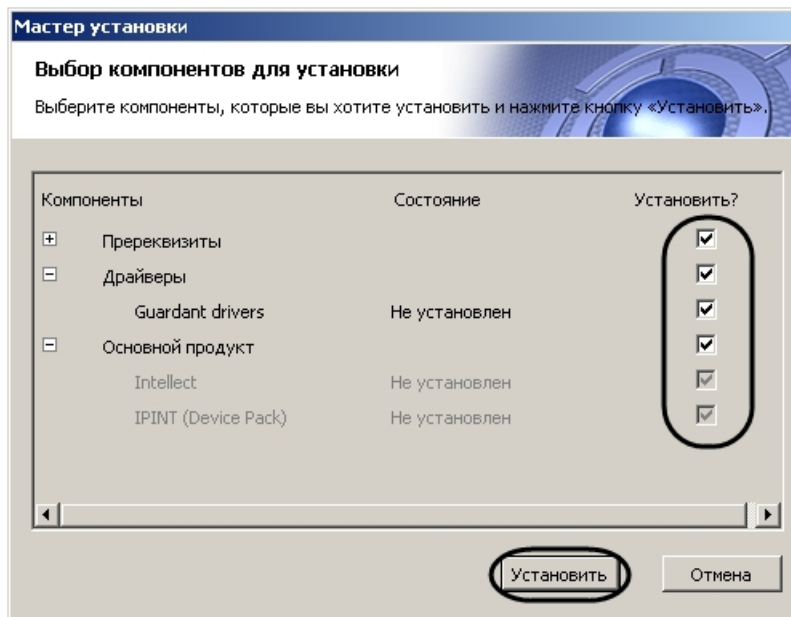 Мастер установки
Выбор компонентов для установки
Выберите компоненты, которые вы хотите установить и нажмите кнопку «Установить».
Компоненты Состояние Установить?
Пререквизиты
Драйверы
Guardant drivers Не установлен
Основной продукт
Intellect Не установлен
IPINT (Device Pack) Не установлен
Установить Отмена